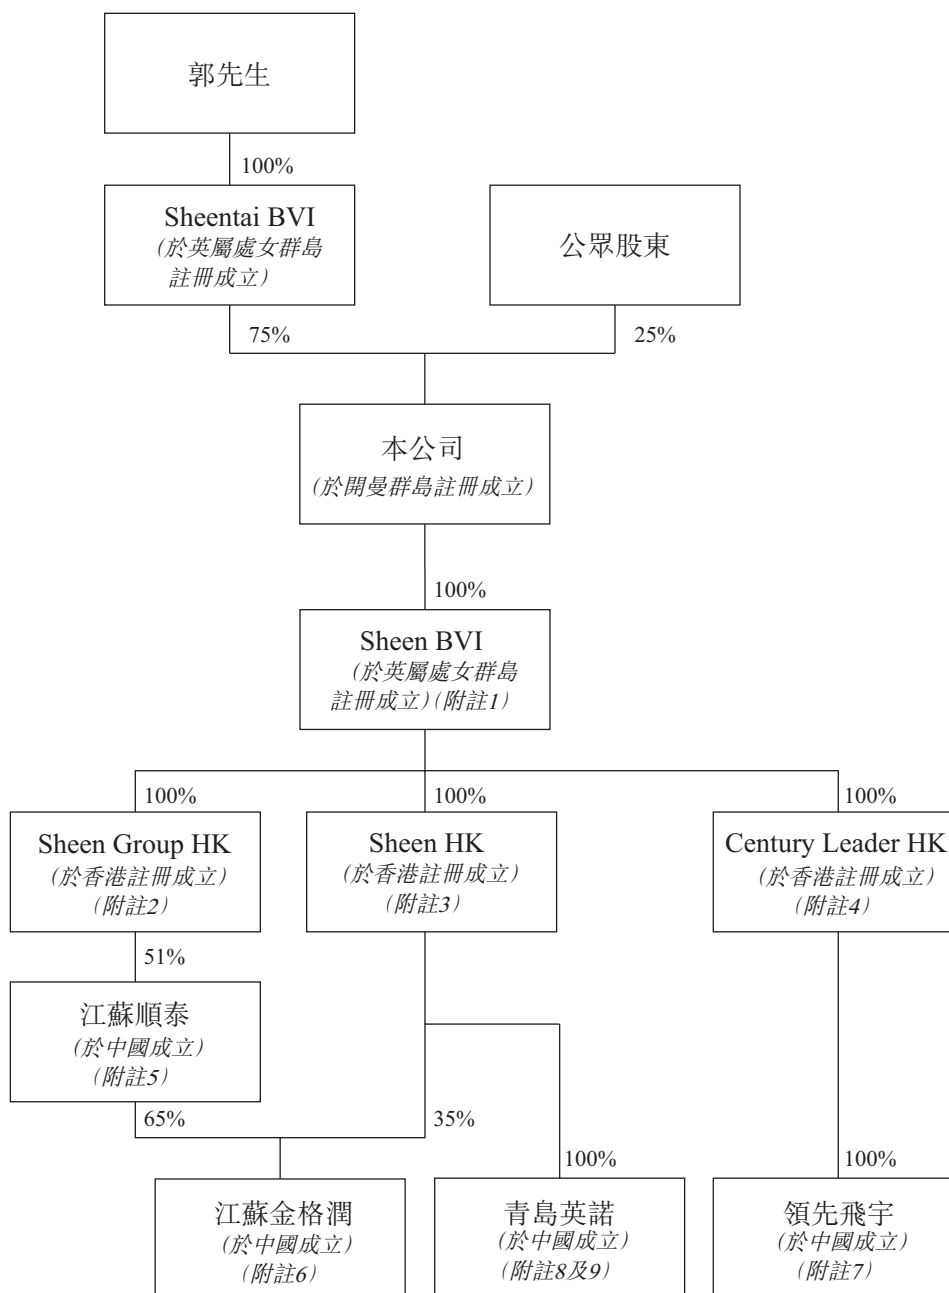 郭先生
100%
Sheentai BVI
(於英屬處女群島
註冊成立)
公眾股東
75%
25%
本公司
(於開曼群島註冊成立)
100%
Sheen BVI
(於英屬處女群島
註冊成立)(附註1)
100%
100%
100%
Sheen Group HK
(於香港註冊成立)
(附註2)
Sheen HK
(於香港註冊成立)
(附註3)
Century Leader HK
(於香港註冊成立)
(附註4)
51%
江蘇順泰
(於中國成立)
(附註5)
65%
35%
100%
100%
江蘇金格潤
(於中國成立)
(附註6)
青島英諾
(於中國成立)
(附註8及9)
領先飛宇
(於中國成立)
(附註7)